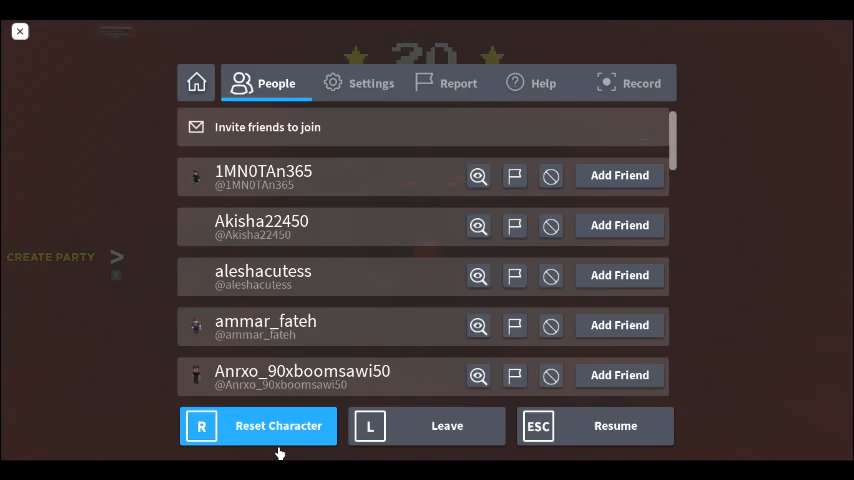 20
People
Settings
Report
Help
Record
Invite friends to join
1MN0TAn365
@1MN0TAn365
Add Friend
Akisha22450
@Akisha22450
Add Friend
aleshacutess
@aleshacutess
Add Friend
ammar_fateh
@ammar_fateh
Add Friend
Anrxo_90xboomsawi50
@Anrxo_90xboomsawi50
Add Friend
CREATE PARTY >
R Reset Character
L Leave
ESC Resume